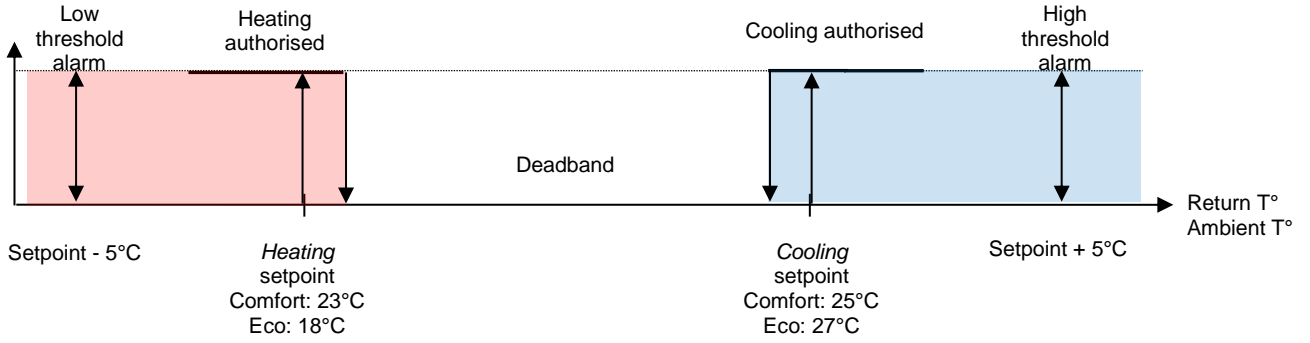 Low
threshold
alarm
Heating
authorised
Cooling authorised
High
threshold
alarm
Deadband
Return T°
Ambient T°
Setpoint - 5°C
Heating
setpoint
Comfort: 23°C
Eco: 18°C
Cooling
setpoint
Comfort: 25°C
Eco: 27°C
Setpoint + 5°C